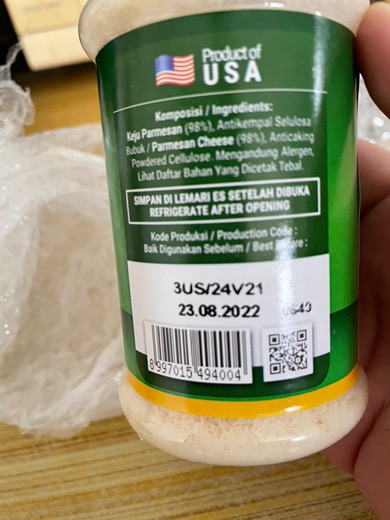 Product of
USA
Komposisi / Ingredients:
Keju Parmesan (98%), Antikempal Selulosa
Bubuk / Parmesan Cheese (98%), Anticaking
Powdered Cellulose. Mengandung Alergen,
Lihat Daftar Bahan Yang Dicetak Tebal.
SIMPAN DI LEMARI ES SETELAH DIBUKA
REFRIGERATE AFTER OPENING
Kode Produksi / Production Code :
Baik Digunakan Sebelum / Best Before :
3US/24V21
23.08.2022
8 997015 494004